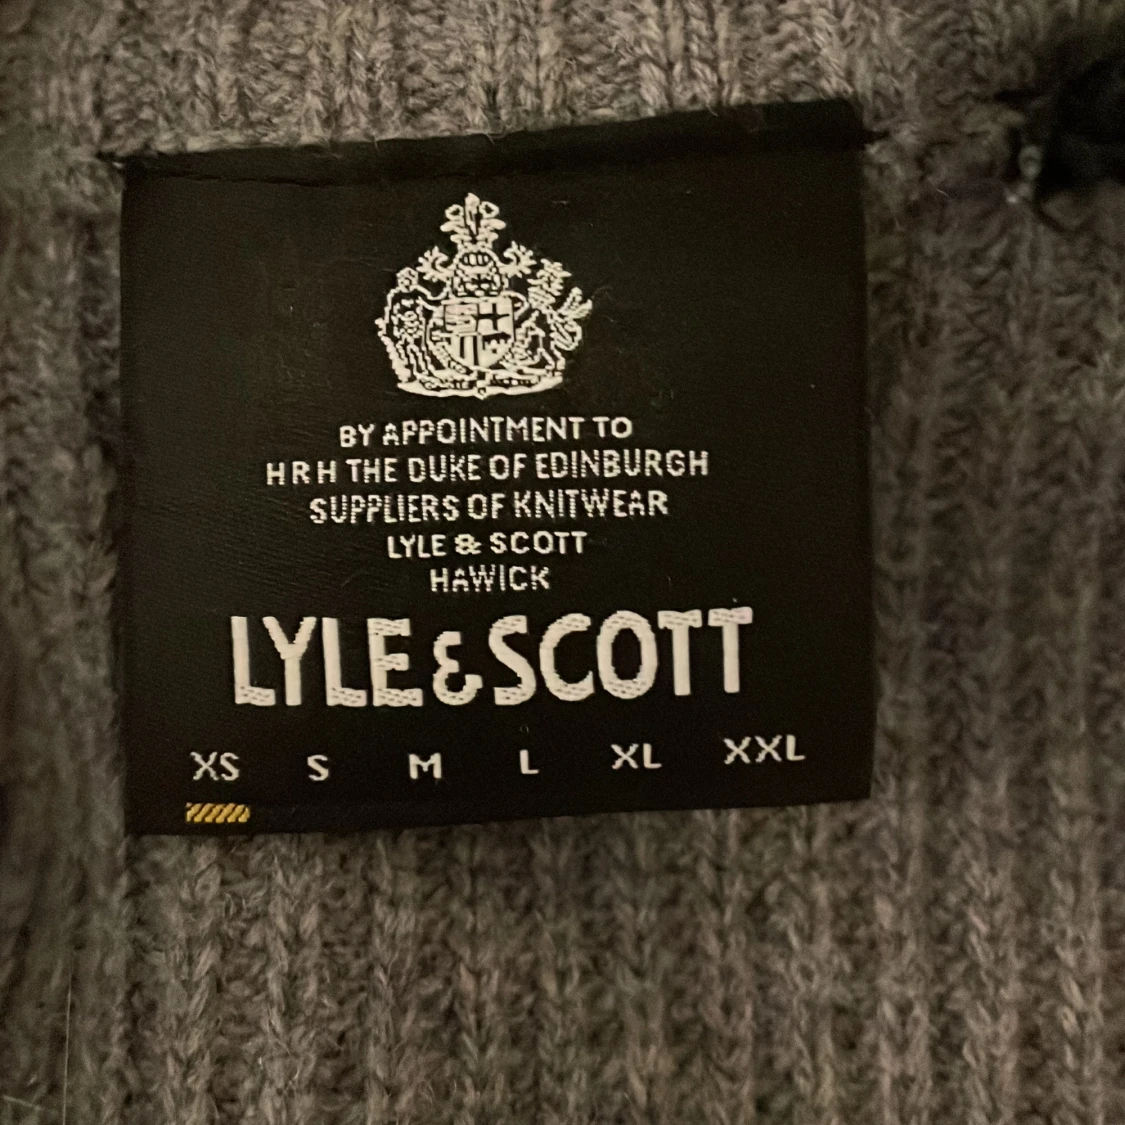 BY APPOINTMENT TO
HRH THE DUKE OF EDINBURGH
SUPPLIERS OF KNITWEAR
LYLE & SCOTT
HAWICK
LYLE & SCOTT
XS S M L XL XXL